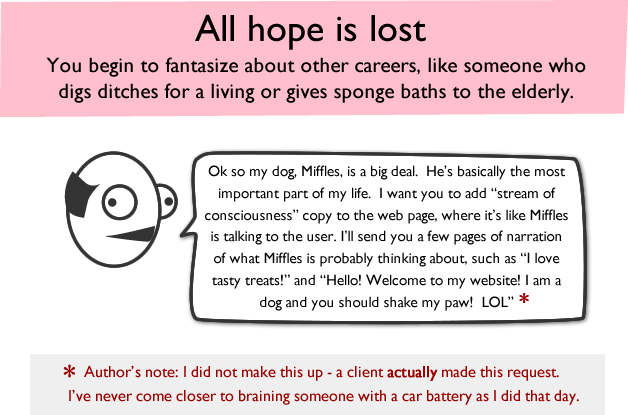 All hope is lost
You begin to fantasize about other careers, like someone who
digs ditches for a living or gives sponge baths to the elderly.
Ok so my dog, Miffles, is a big deal.  He's basically the most
important part of my life.  I want you to add "stream of
consciousness" copy to the web page, where it's like Miffles
is talking to the user. I'll send you a few pages of narration
of what Miffles is probably thinking about, such as "I love
tasty treats!" and "Hello! Welcome to my website! I am a
dog and you should shake my paw!  LOL" *
* Author's note: I did not make this up - a client actually made this request.
I've never come closer to braining someone with a car battery as I did that day.